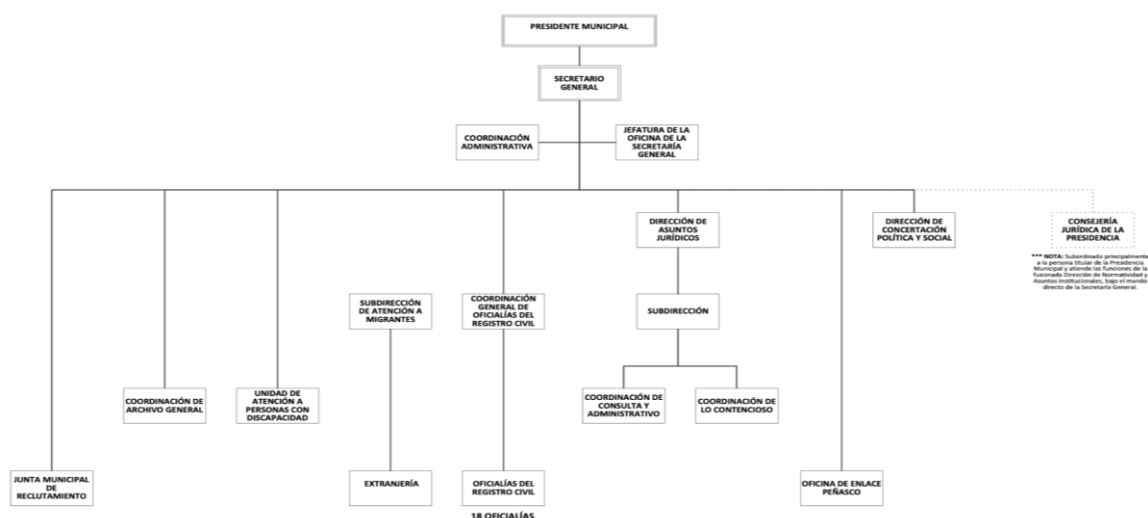 PRESIDENTE MUNICIPAL
SECRETARIO
GENERAL
COORDINACIÓN
ADMINISTRATIVA
JEFATURA DE LA
OFICINA DE LA
SECRETARÍA
GENERAL
DIRECCIÓN DE
ASUNTOS
JURÍDICOS
DIRECCIÓN DE
CONCERTACIÓN
POLÍTICA Y SOCIAL
CONSEJERÍA
JURÍDICA DE LA
PRESIDENCIA
*** NOTA: Subordinado principalmente
a la persona titular de la Presidencia
Municipal y atiende las funciones de la
fusionada Dirección de Normatividad y
Asuntos Institucionales, bajo el mando
directo de la Secretaría General.
SUBDIRECCIÓN
DE ATENCIÓN A
MIGRANTES
COORDINACIÓN
GENERAL DE
OFICIALÍAS DEL
REGISTRO CIVIL
SUBDIRECCIÓN
COORDINACIÓN DE
ARCHIVO GENERAL
UNIDAD DE
ATENCIÓN A
PERSONAS CON
DISCAPACIDAD
COORDINACIÓN DE
CONSULTA Y
ADMINISTRATIVO
COORDINACIÓN DE
LO CONTENCIOSO
JUNTA MUNICIPAL
DE
RECLUTAMIENTO
EXTRANJERÍA
OFICIALÍAS DEL
REGISTRO CIVIL
18 OFICIALÍAS
OFICINA DE ENLACE
PEÑASCO